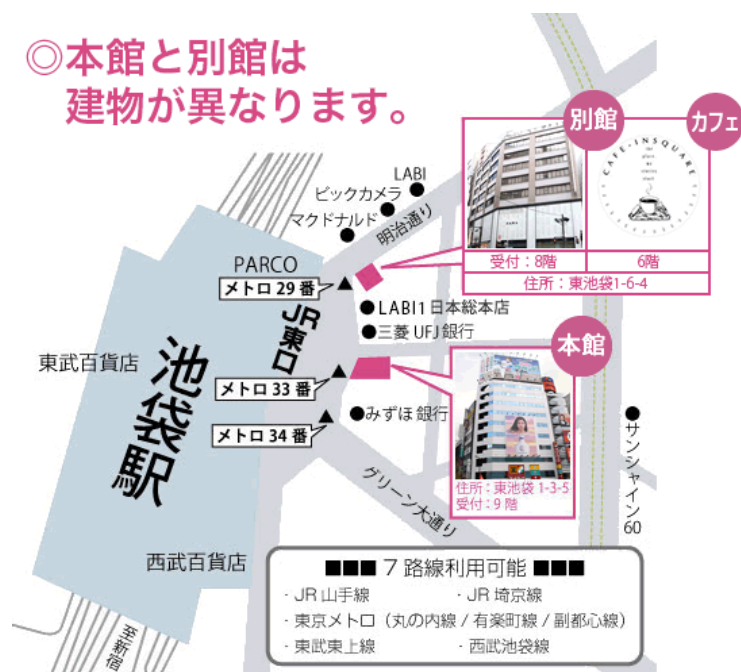 ◎本館と別館は
建物が異なります。
別館
カフェ
CAFE・INSQUARE
受付：8階
6階
住所：東池袋1-6-4
LABI
ビックカメラ
マクドナルド
明治通り
PARCO
メトロ 29 番
JR東口
LABI1 日本総本店
三菱 UFJ 銀行
本館
東武百貨店
池袋駅
メトロ 33 番
みずほ 銀行
メトロ 34 番
サンシャイン60
住所：東池袋 1-3-5
受付：9 階
グリーン大通り
西武百貨店
■■■ 7 路線利用可能 ■■■
・JR 山手線
・JR 埼京線
・東京メトロ（丸の内線 / 有楽町線 / 副都心線）
・東武東上線
・西武池袋線
至新宿